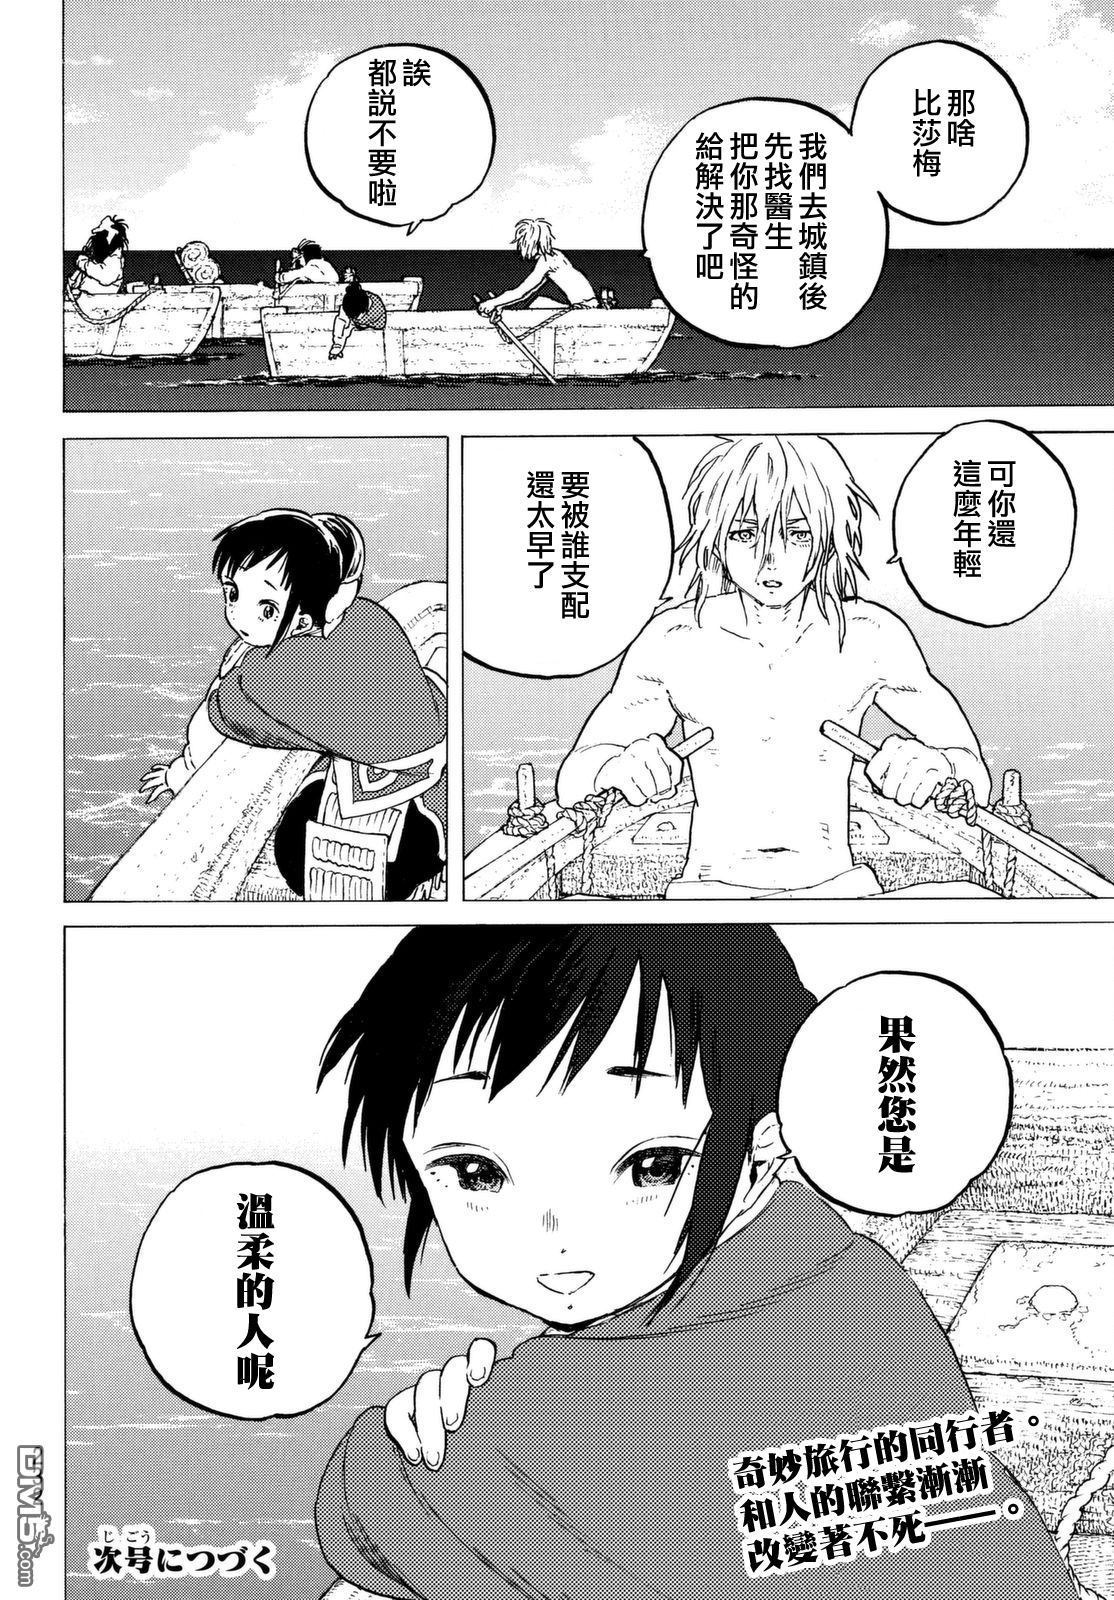 那啥
比莎梅
我們去城鎮後
先找醫生
把你那奇怪的
給解決了吧
誒
都説不要啦
可你還
這麼年輕
要被誰支配
還太早了
果然您是
溫柔的人呢
奇妙旅行的同行者。
和人的聯繫漸漸
改變著不死——。
じごう
次号につづく
DM5.com